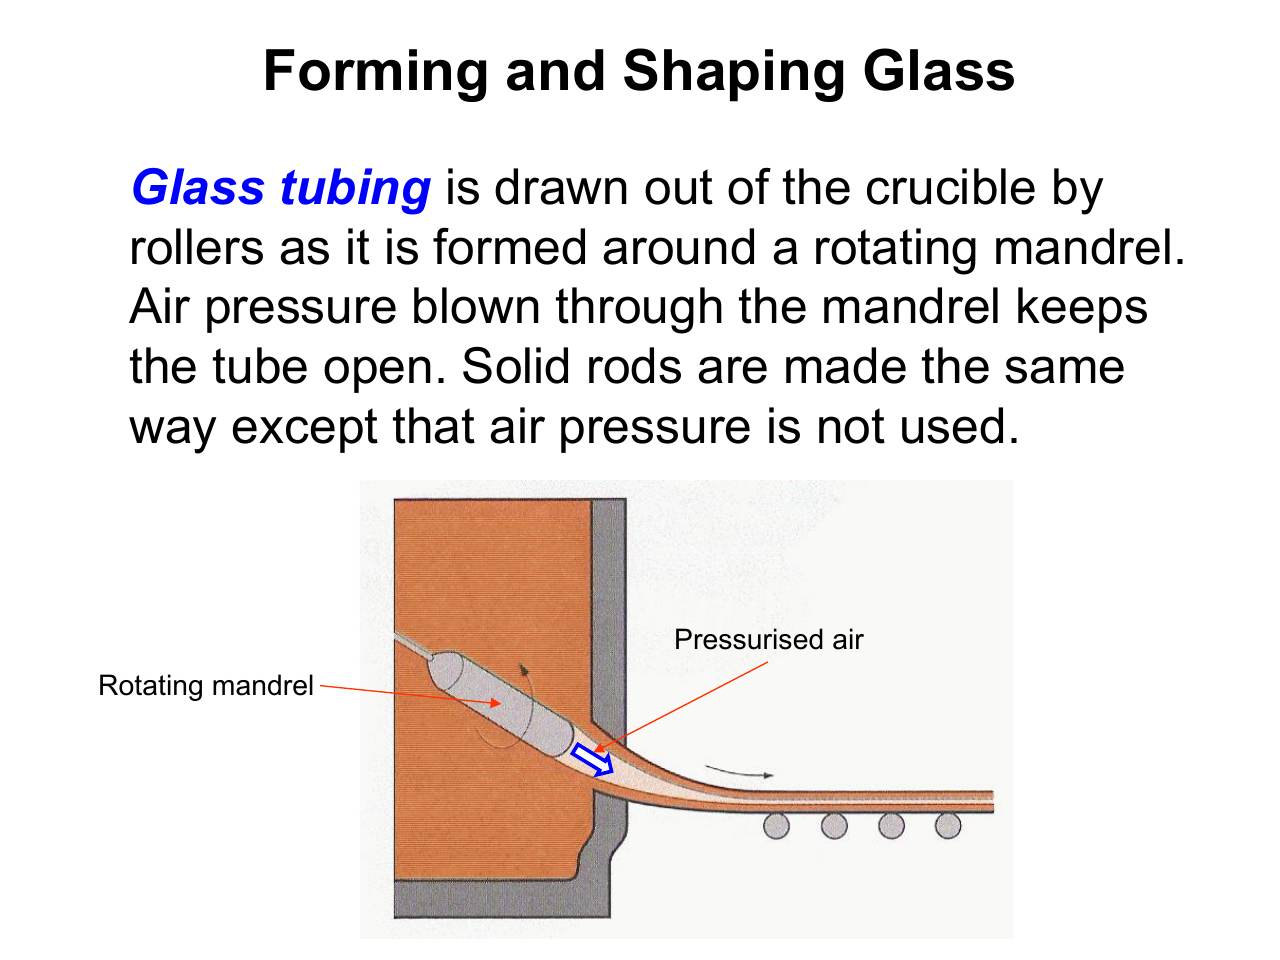 Forming and Shaping Glass
Glass tubing is drawn out of the crucible by
rollers as it is formed around a rotating mandrel.
Air pressure blown through the mandrel keeps
the tube open. Solid rods are made the same
way except that air pressure is not used.
Pressurised air
Rotating mandrel